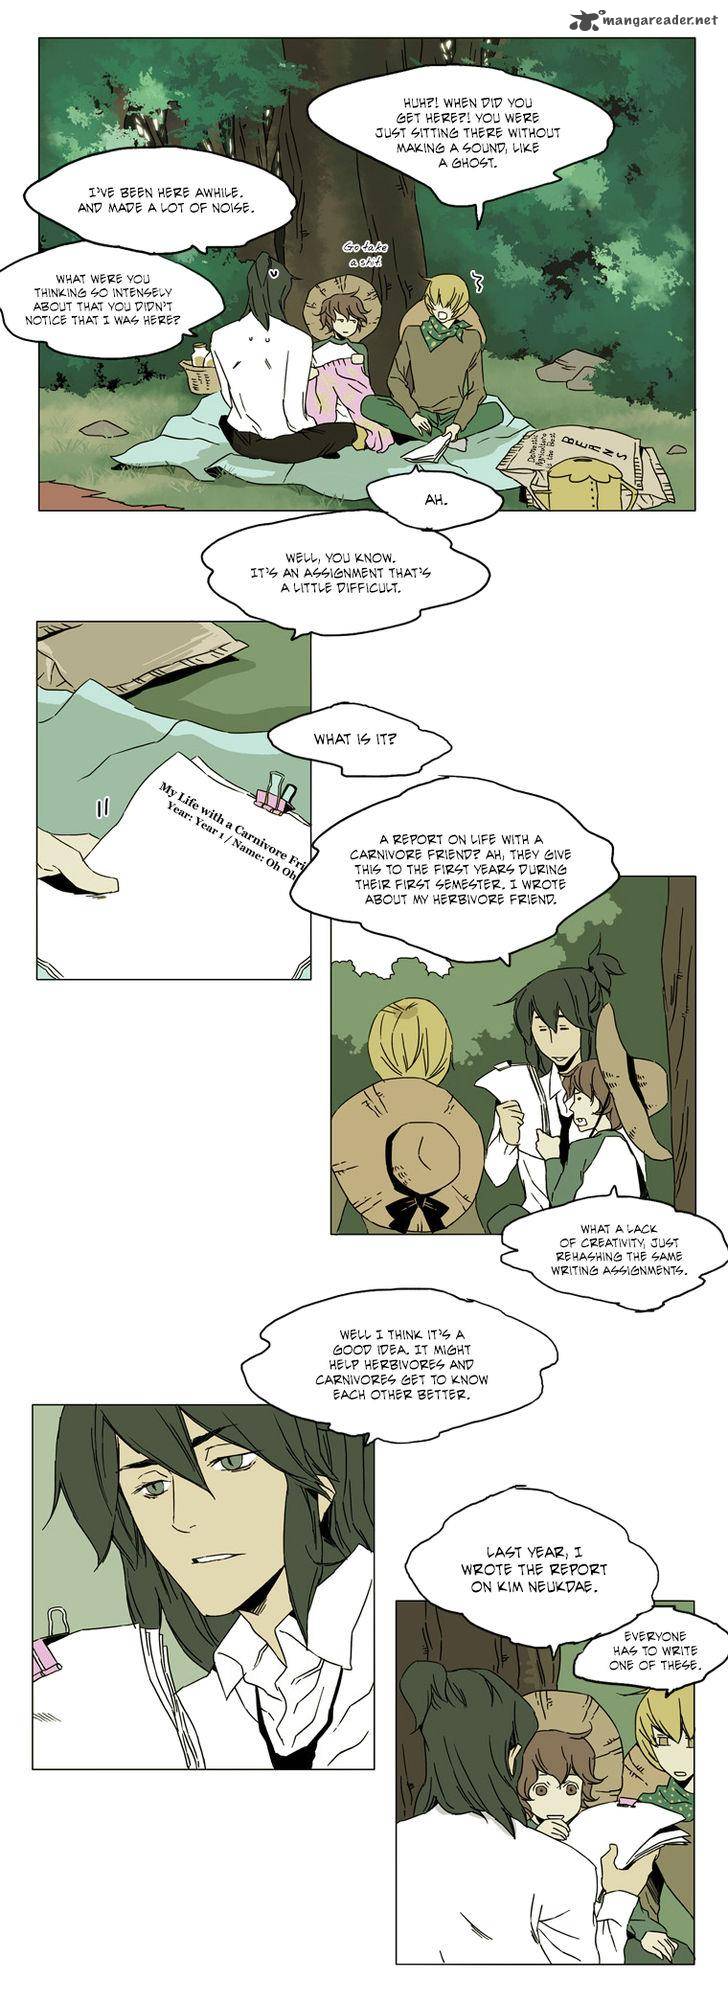 mangareader.net
HUH?! WHEN DID YOU
GET HERE?! YOU WERE
JUST SITTING THERE WITHOUT
MAKING A SOUND, LIKE
A GHOST.
I'VE BEEN HERE AWHILE.
AND MADE A LOT OF NOISE.
Go take
a shit.
WHAT WERE YOU
THINKING SO INTENSELY
ABOUT THAT YOU DIDN'T
NOTICE THAT I WAS HERE?
Domestic
Agriculture
is the Best
BEANS
AH.
WELL, YOU KNOW.
IT'S AN ASSIGNMENT THAT'S
A LITTLE DIFFICULT.
My Life with a Carnivore Fri
Year: Year 1 / Name: Oh Oh
WHAT IS IT?
A REPORT ON LIFE WITH A
CARNIVORE FRIEND? AH, THEY GIVE
THIS TO THE FIRST YEARS DURING
THEIR FIRST SEMESTER. I WROTE
ABOUT MY HERBIVORE FRIEND.
WHAT A LACK
OF CREATIVITY, JUST
REHASHING THE SAME
WRITING ASSIGNMENTS.
WELL I THINK IT'S A
GOOD IDEA. IT MIGHT
HELP HERBIVORES AND
CARNIVORES GET TO KNOW
EACH OTHER BETTER.
LAST YEAR, I
WROTE THE REPORT
ON KIM NEUKDAE.
EVERYONE
HAS TO WRITE
ONE OF THESE.